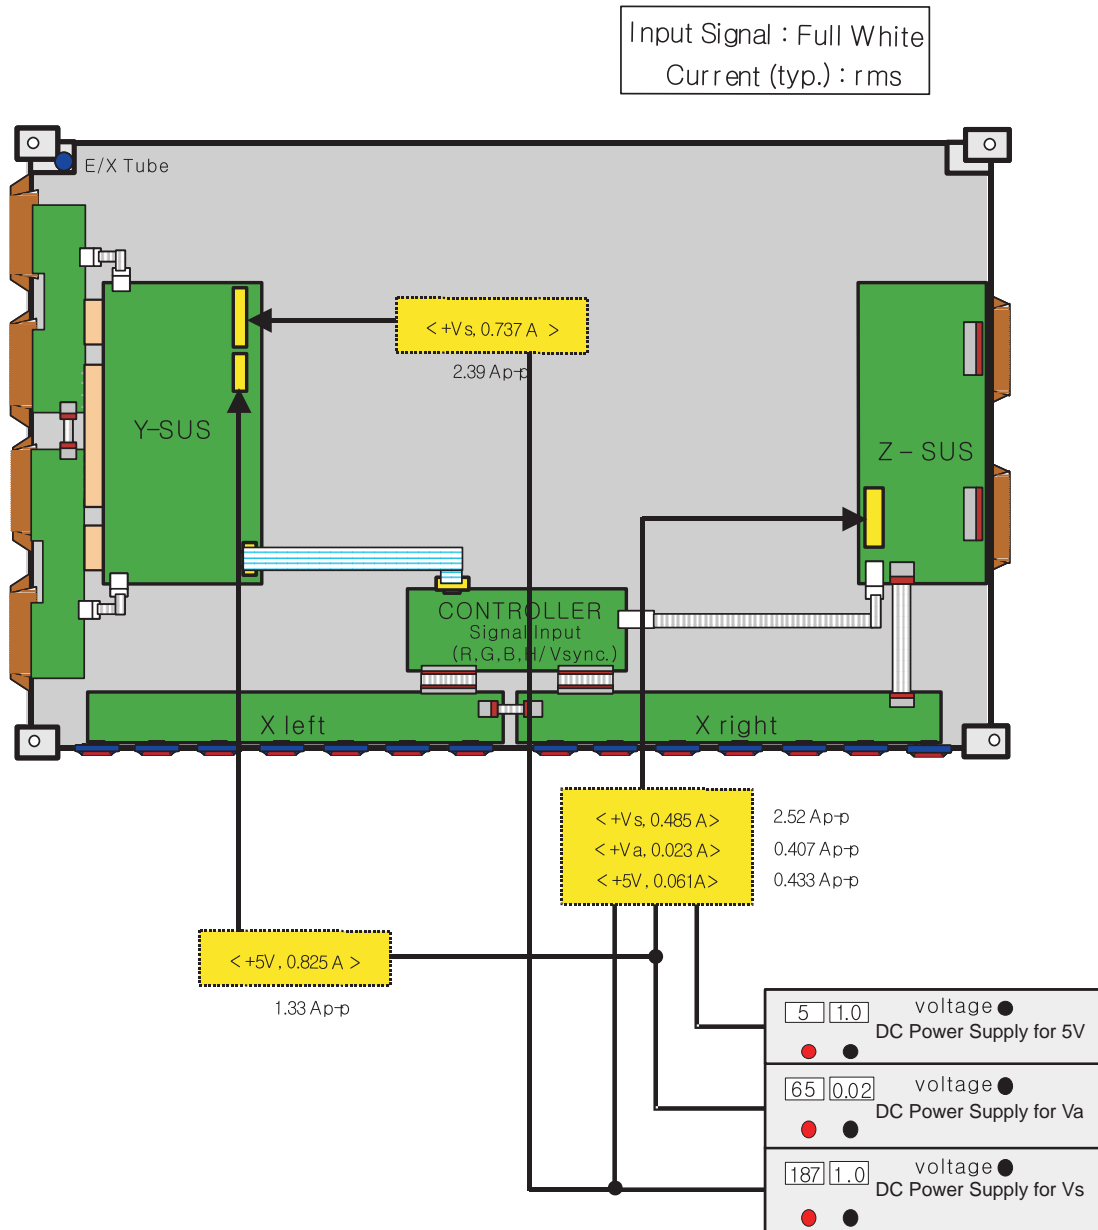 Input Signal : Full White
Current (typ.) : rms
E/X Tube
< +Vs, 0.737 A >
2.39 Ap-p
Y-SUS
Z - SUS
CONTROLLER
Signal Input
(R,G,B,H/ Vsync.)
X left
X right
< +Vs, 0.485 A>
2.52 Ap-p
< +Va, 0.023 A>
0.407 Ap-p
< +5V, 0.061A>
0.433 Ap-p
< +5V, 0.825 A >
1.33 Ap-p
5 1.0 voltage
DC Power Supply for 5V
65 0.02 voltage
DC Power Supply for Va
187 1.0 voltage
DC Power Supply for Vs